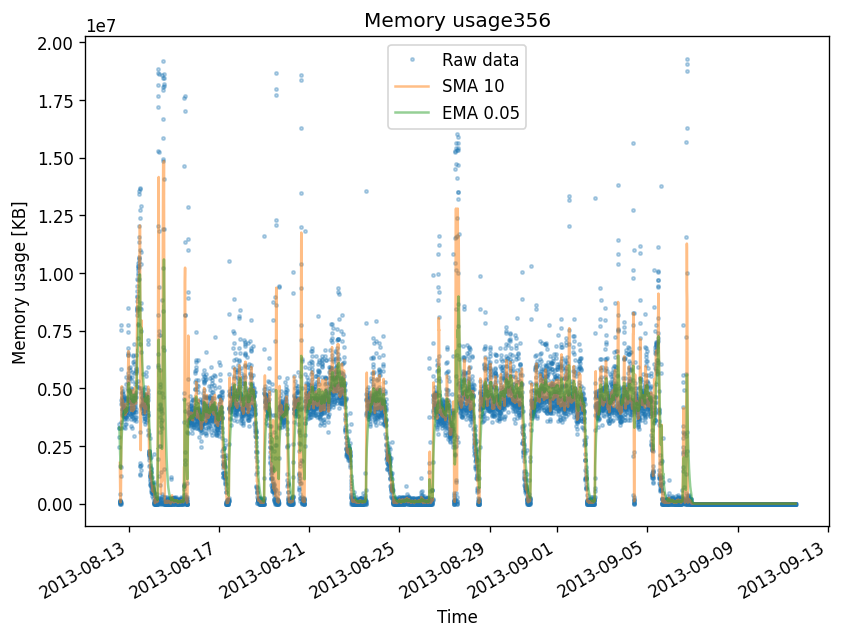 Memory usage356
1e7
Raw data
SMA 10
EMA 0.05
2.00
1.75
1.50
1.25
1.00
0.75
0.50
0.25
0.00
Memory usage [KB]
2013-08-13
2013-08-17
2013-08-21
2013-08-25
2013-08-29
2013-09-01
2013-09-05
2013-09-09
2013-09-13
Time